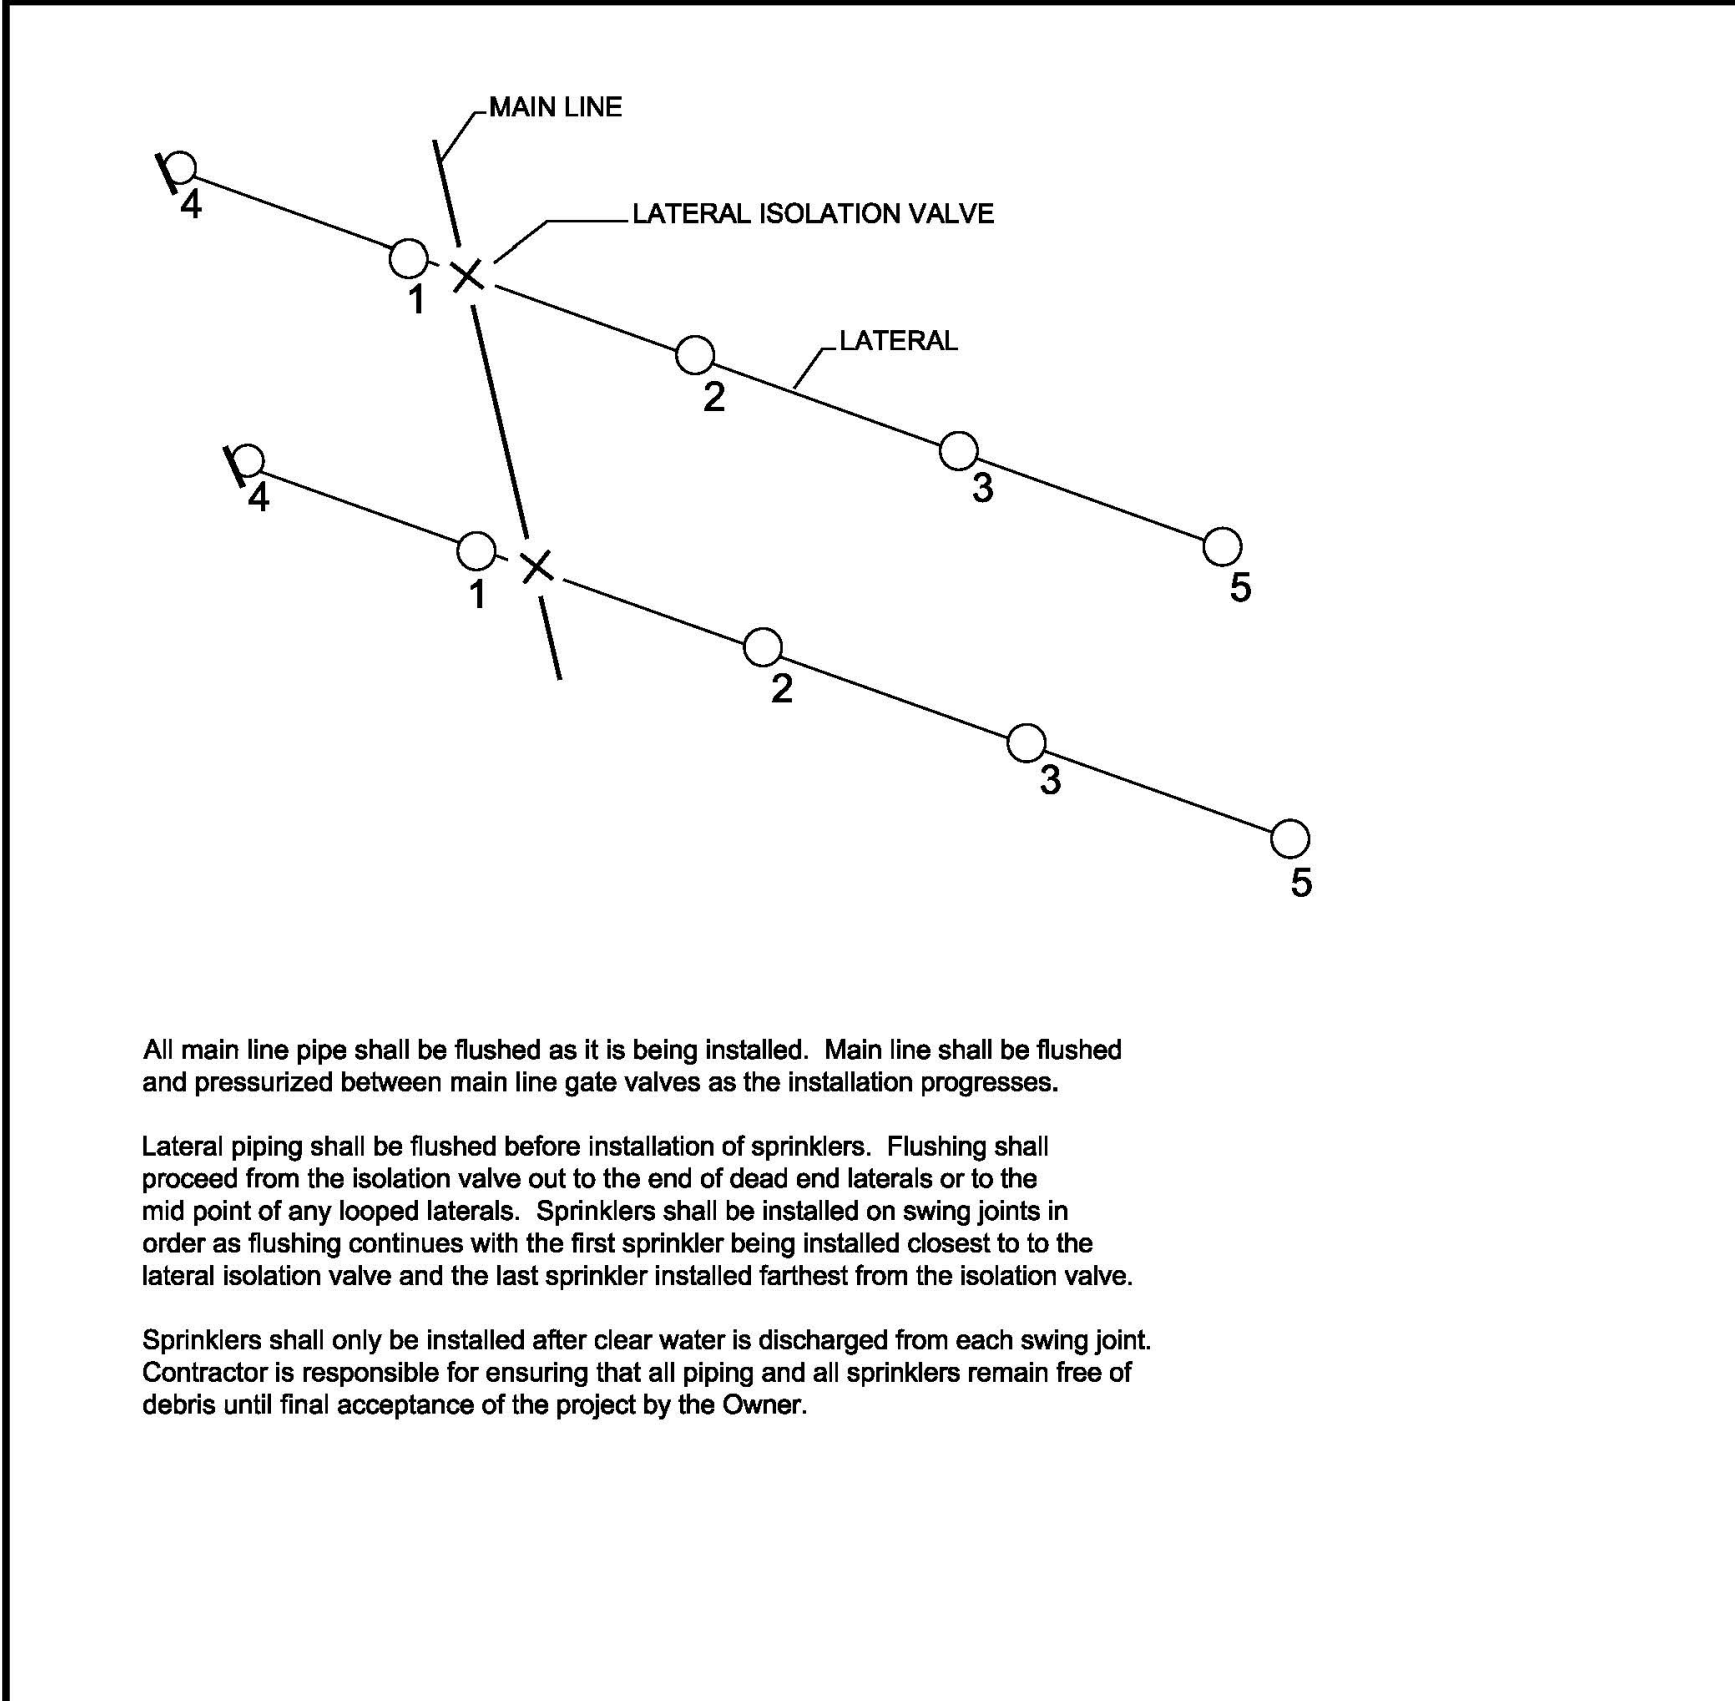 MAIN LINE
4
LATERAL ISOLATION VALVE
1
LATERAL
2
3
4
5
1
2
3
5
All main line pipe shall be flushed as it is being installed.  Main line shall be flushed
and pressurized between main line gate valves as the installation progresses.
Lateral piping shall be flushed before installation of sprinklers.  Flushing shall
proceed from the isolation valve out to the end of dead end laterals or to the
mid point of any looped laterals.  Sprinklers shall be installed on swing joints in
order as flushing continues with the first sprinkler being installed closest to to the
lateral isolation valve and the last sprinkler installed farthest from the isolation valve.
Sprinklers shall only be installed after clear water is discharged from each swing joint.
Contractor is responsible for ensuring that all piping and all sprinklers remain free of
debris until final acceptance of the project by the Owner.